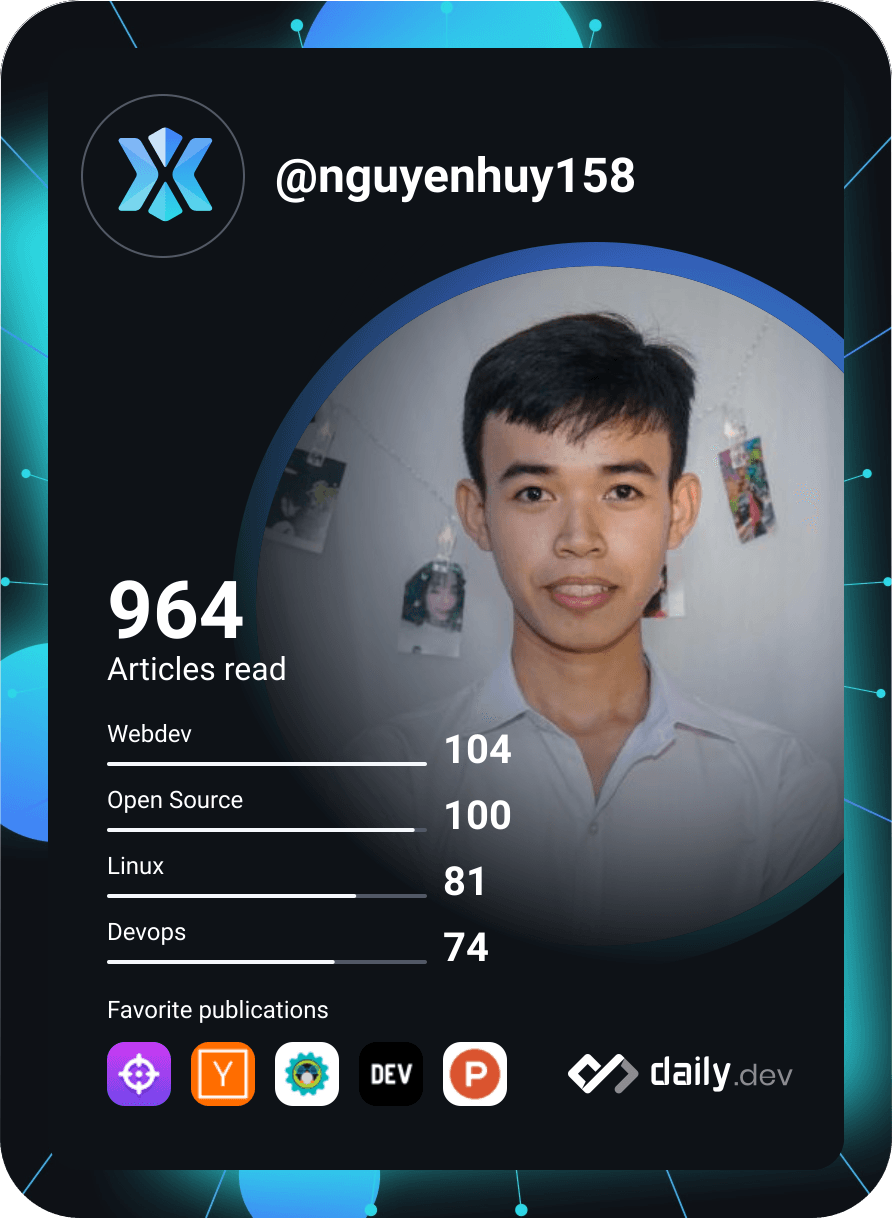 @nguyenhuy158
964
Articles read
Webdev
104
Open Source
100
Linux
81
Devops
74
Favorite publications
Y
DEV
P
daily.dev